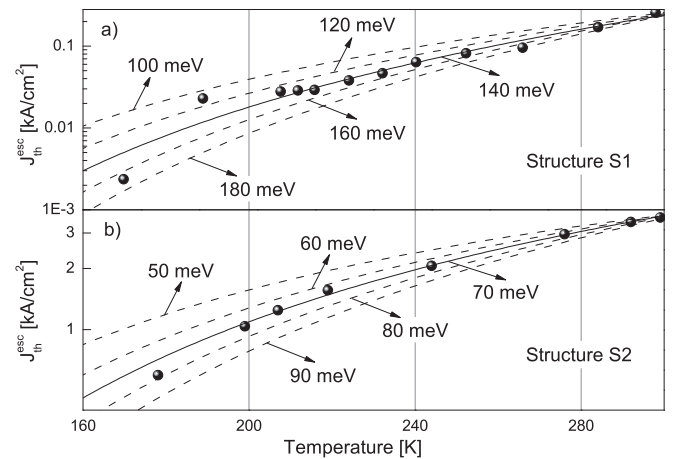 a)
120 meV
100 meV
0.1
140 meV
0.01
160 meV
180 meV
Structure S1
1E-3
J_th^esc [kA/cm²]
b)
3
60 meV
50 meV
2
70 meV
80 meV
1
90 meV
Structure S2
J_th^esc [kA/cm²]
160 200 240 280
Temperature [K]